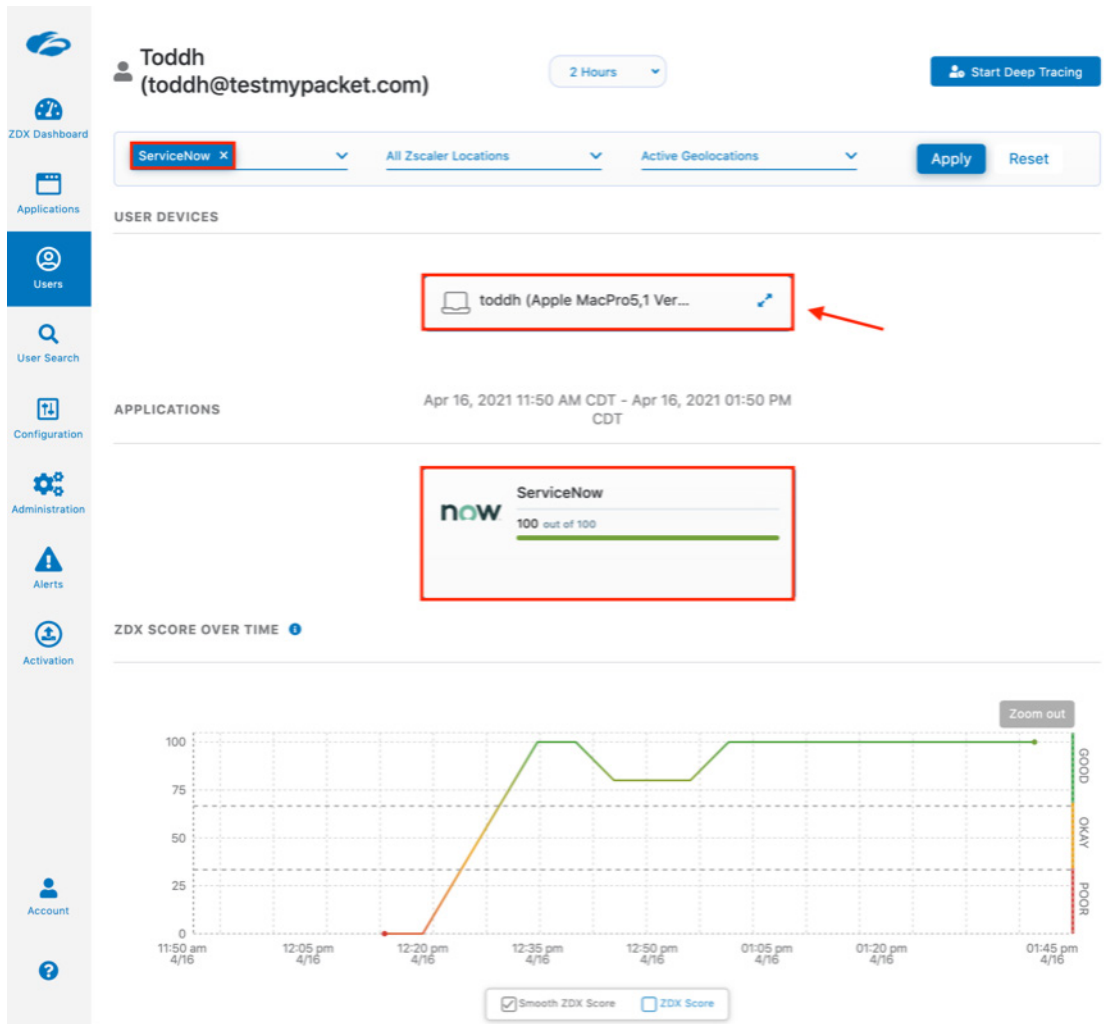 Toddh
(toddh@testmypacket.com)
2 Hours
Start Deep Tracing
ZDX Dashboard
Applications
Users
User Search
Configuration
Administration
Alerts
Activation
Account
?
ServiceNow ×
All Zscaler Locations
Active Geolocations
Apply
Reset
USER DEVICES
toddh (Apple MacPro5,1 Ver...
APPLICATIONS
Apr 16, 2021 11:50 AM CDT - Apr 16, 2021 01:50 PM
CDT
now
ServiceNow
100 out of 100
ZDX SCORE OVER TIME
Zoom out
100
75
50
25
0
GOOD
OKAY
POOR
11:50 am
4/16
12:05 pm
4/16
12:20 pm
4/16
12:35 pm
4/16
12:50 pm
4/16
01:05 pm
4/16
01:20 pm
4/16
01:45 pm
4/16
Smooth ZDX Score
ZDX Score